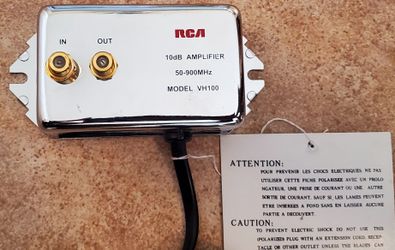 RCA
IN OUT
10dB AMPLIFIER
50-900MHz
MODEL VH100
ATTENTION:
POUR PREVENIR LES CHOCS ELECTRIQUES NE PAS
UTILISER CETTE FICHE POLARISEE AVEC UN PROLO
NGATEUR, UNE PRISE DE COURANT OU UNE AUTRE
SORTIE DE COURANT, SAUF SI LES LAMES PEUVENT
ETRE INSEREES A FOND SANS EN LAISSER AUCUNE
PARTIE A DECOUVERT.
CAUTION:
TO PREVENT ELECTRIC SHOCK DO NOT USE THIS
(POLARIZED PLUG WITH AN EXTENSION CORD, RECEP-
TACLE OR OTHER OUTLET UNLESS THE BLADES CAN